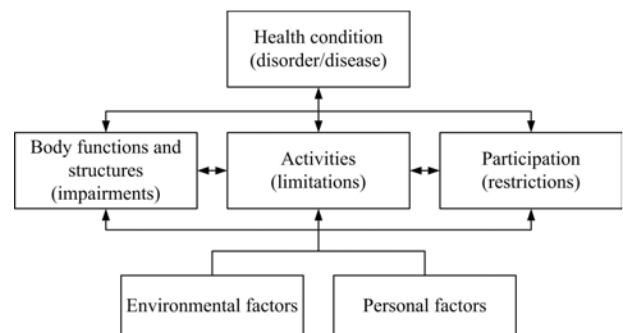 Health condition
(disorder/disease)
Body functions and
structures
(impairments)
Activities
(limitations)
Participation
(restrictions)
Environmental factors
Personal factors